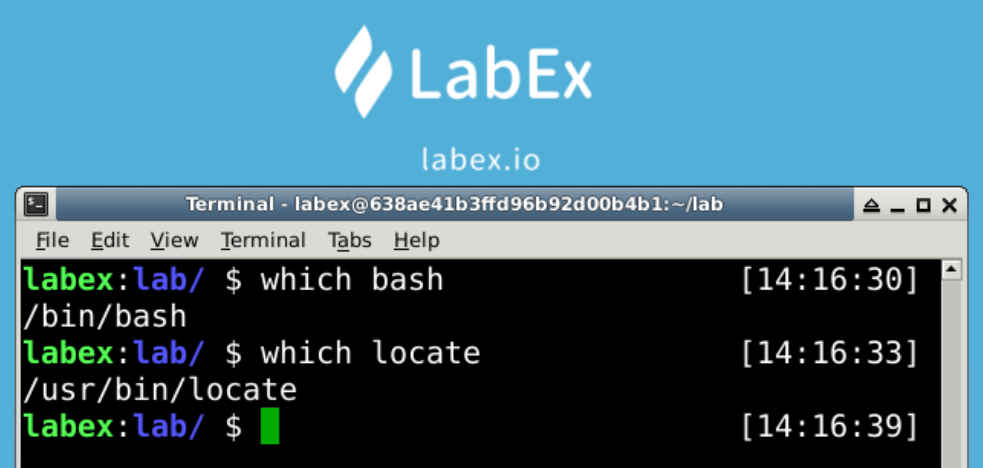 LabEx
labex.io
Terminal - labex@638ae41b3ffd96b92d00b4b1:~/lab
File Edit View Terminal Tabs Help
labex:lab/ $ which bash [14:16:30]
/bin/bash
labex:lab/ $ which locate [14:16:33]
/usr/bin/locate
labex:lab/ $ [14:16:39]